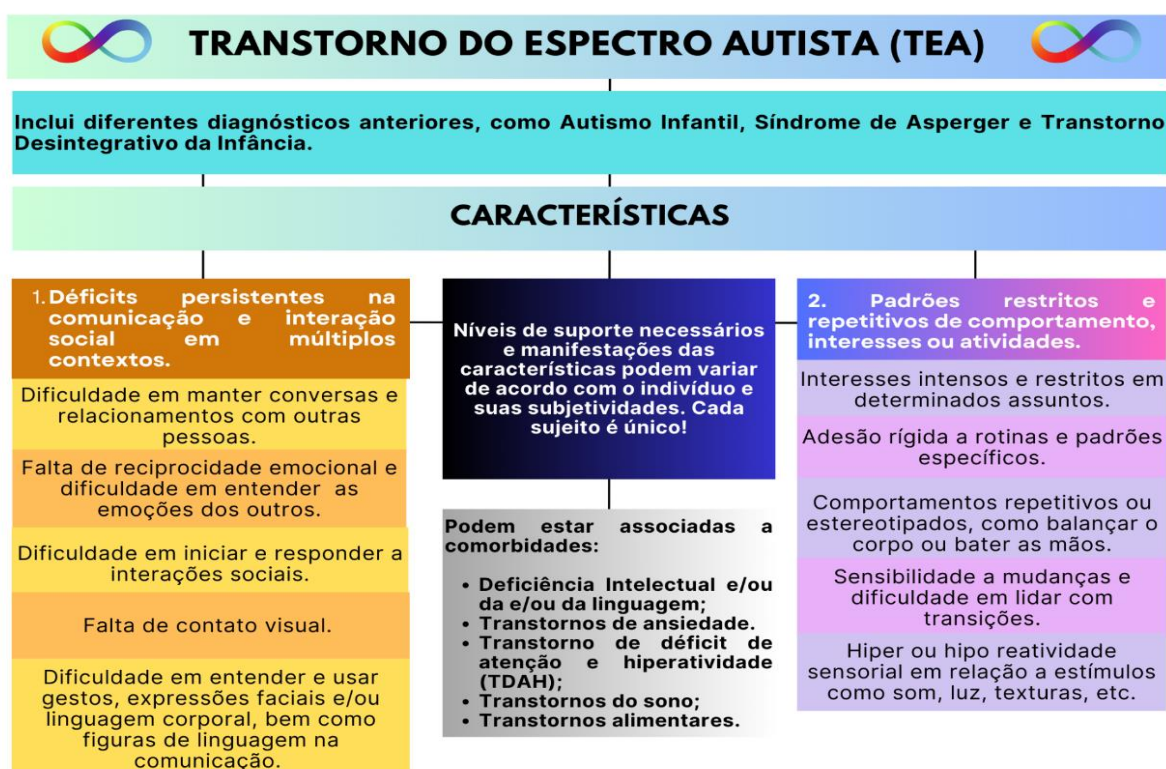 TRANSTORNO DO ESPECTRO AUTISTA (TEA)
Inclui diferentes diagnósticos anteriores, como Autismo Infantil, Síndrome de Asperger e Transtorno
Desintegrativo da Infância.
CARACTERÍSTICAS
1. Déficits persistentes na
comunicação e interação
social em múltiplos
contextos.
Dificuldade em manter conversas e
relacionamentos com outras
pessoas.
Falta de reciprocidade emocional e
dificuldade em entender as
emoções dos outros.
Dificuldade em iniciar e responder a
interações sociais.
Falta de contato visual.
Dificuldade em entender e usar
gestos, expressões faciais e/ou
linguagem corporal, bem como
figuras de linguagem na
comunicação.
Níveis de suporte necessários
e manifestações das
características podem variar
de acordo com o indivíduo e
suas subjetividades. Cada
sujeito é único!
Podem estar associadas a
comorbidades:
• Deficiência Intelectual e/ou
da e/ou da linguagem;
• Transtornos de ansiedade.
• Transtorno de déficit de
atenção e hiperatividade
(TDAH);
• Transtornos do sono;
• Transtornos alimentares.
2. Padrões restritos e
repetitivos de comportamento,
interesses ou atividades.
Interesses intensos e restritos em
determinados assuntos.
Adesão rígida a rotinas e padrões
específicos.
Comportamentos repetitivos ou
estereotipados, como balançar o
corpo ou bater as mãos.
Sensibilidade a mudanças e
dificuldade em lidar com
transições.
Hiper ou hipo reatividade
sensorial em relação a estímulos
como som, luz, texturas, etc.